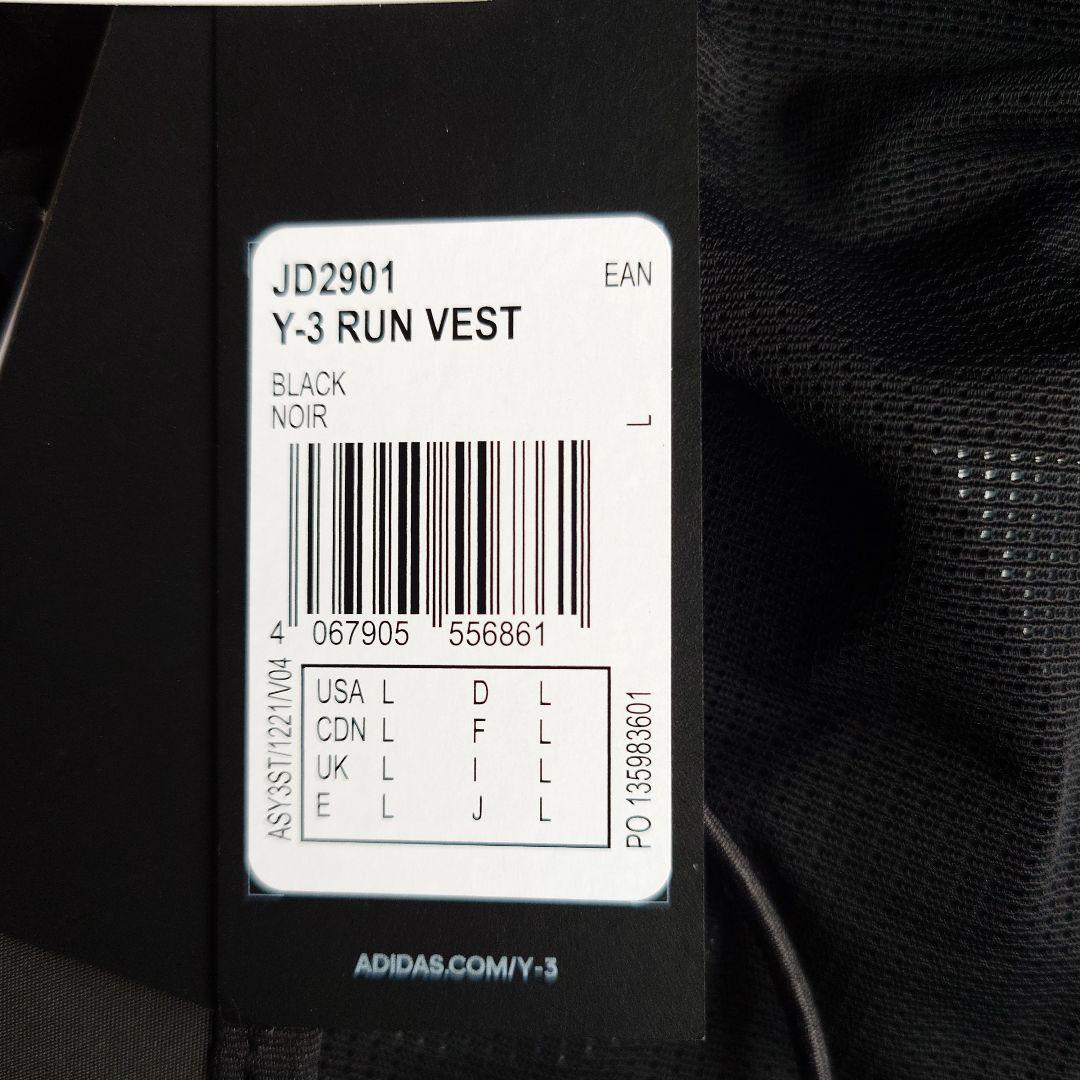 JD2901
EAN
Y-3 RUN VEST
BLACK
NOIR
L
4 067905 556861
ASY3ST/1221/V04
USA L D L
CDN L F L
UK L I L
E L J L
PO 135983601
ADIDAS.COM/Y-3